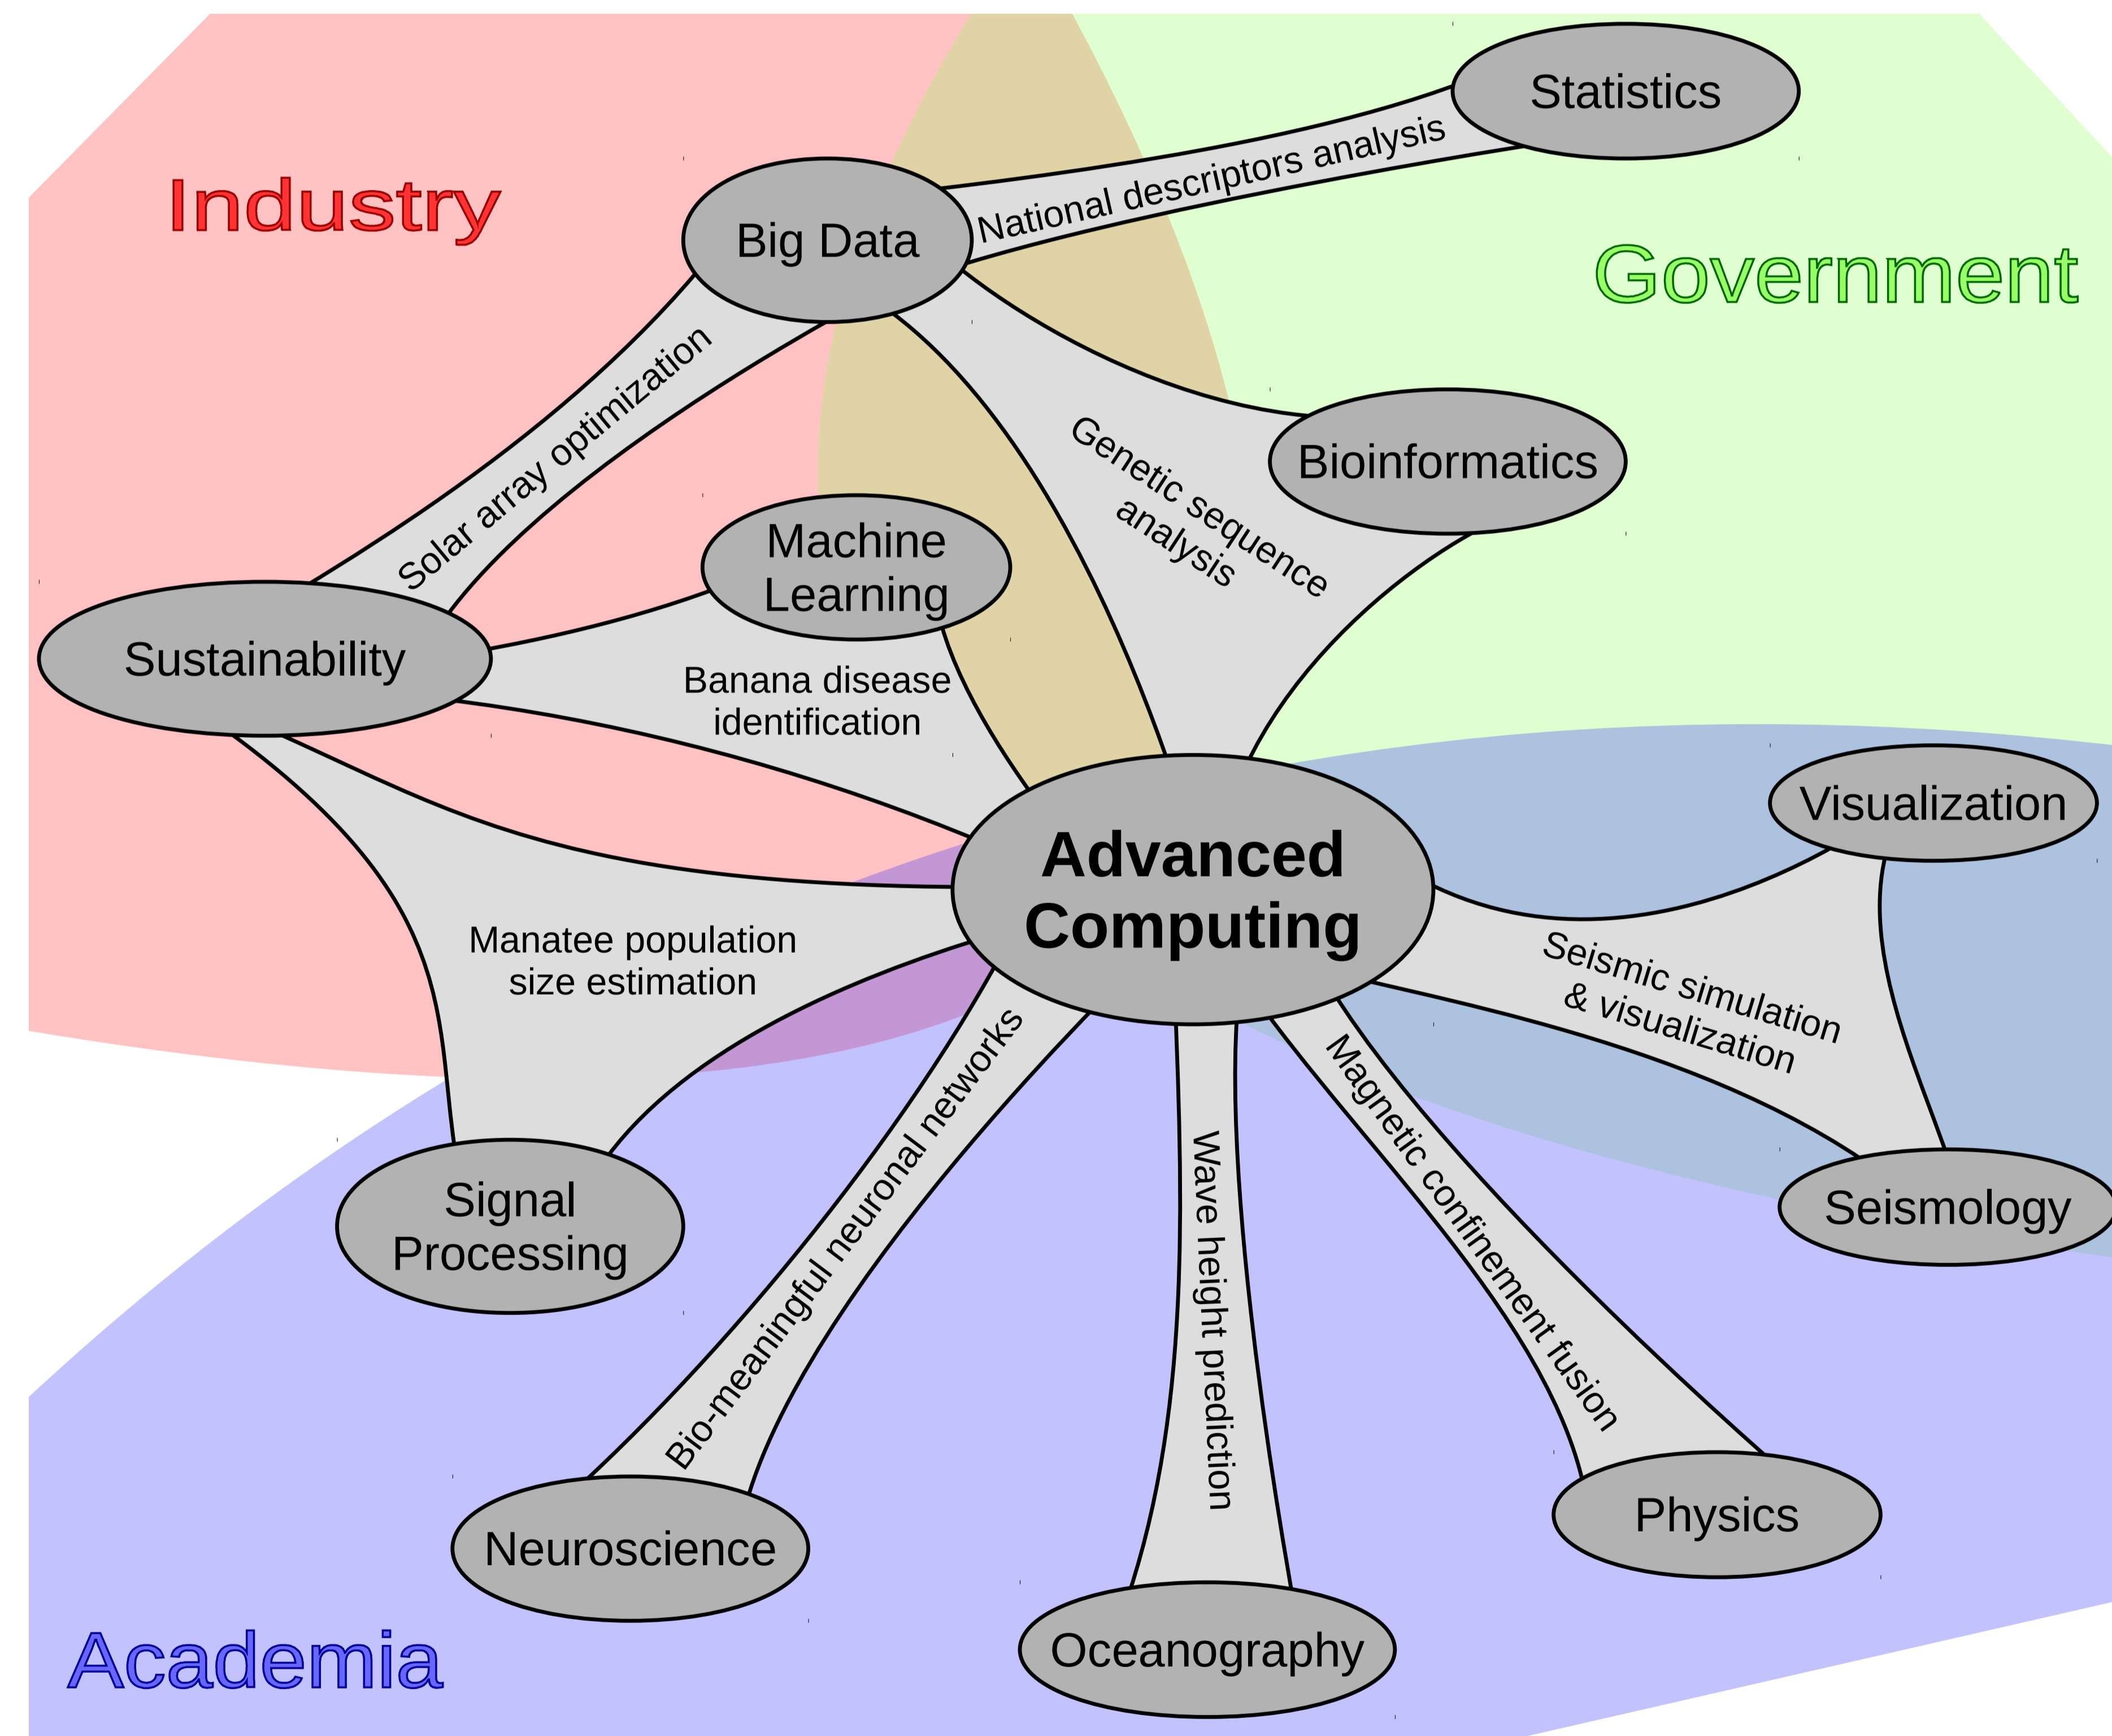 Statistics
National descriptors analysis
Industry
Big Data
Government
Solar array optimization
Genetic sequence
analysis
Bioinformatics
Machine
Learning
Sustainability
Banana disease
identification
Visualization
Advanced
Computing
Manatee population
size estimation
Seismic simulation
& visualization
Signal
Processing
Bio-meaningful neuronal networks
Wave height prediction
Magnetic confinement fusion
Seismology
Physics
Neuroscience
Oceanography
Academia